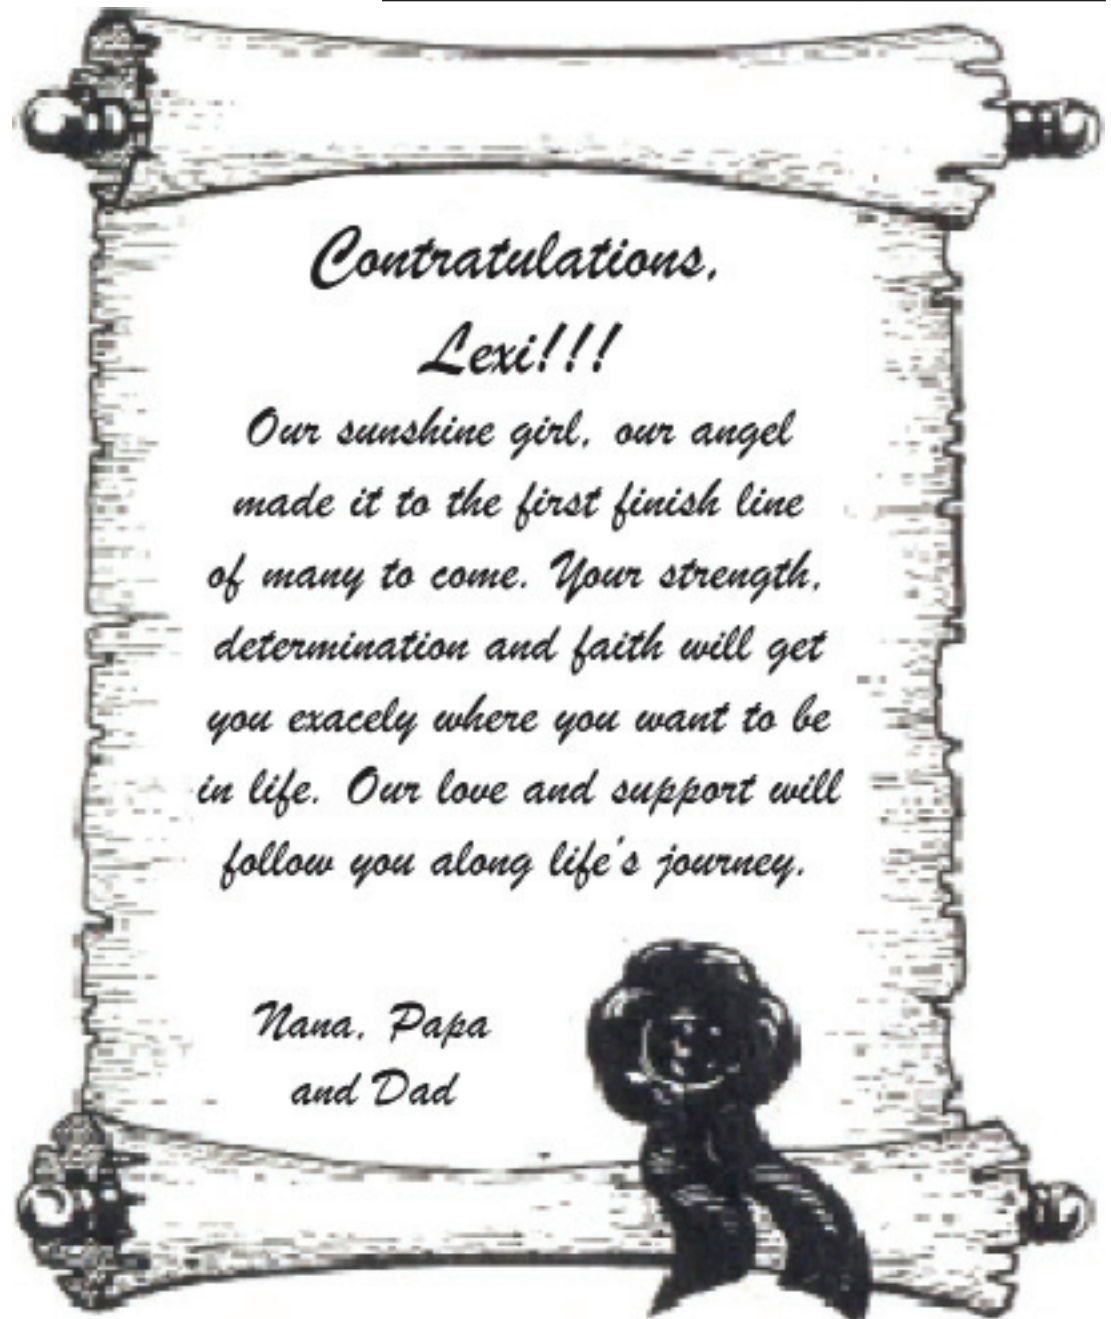 Contratulations,
Lexi!!!
Our sunshine girl, our angel
made it to the first finish line
of many to come. Your strength,
determination and faith will get
you exacely where you want to be
in life. Our love and support will
follow you along life's journey.
Nana, Papa
and Dad